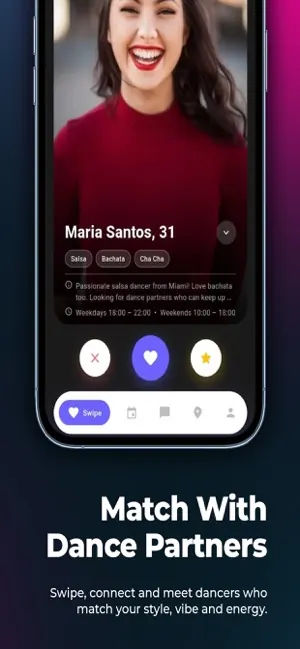 Maria Santos, 31
Salsa Bachata Cha Cha
Passionate salsa dancer from Miami! Love bachata
too. Looking for dance partners who can keep up ...
Weekdays 18:00 – 22:00 • Weekends 10:00 – 18:00
Swipe
Match With
Dance Partners
Swipe, connect and meet dancers who
match your style, vibe and energy.